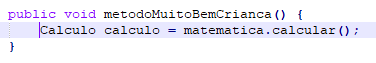 public void metodoMuitoBemCrianca() {
Calculo calculo = matematica.calcular();
}